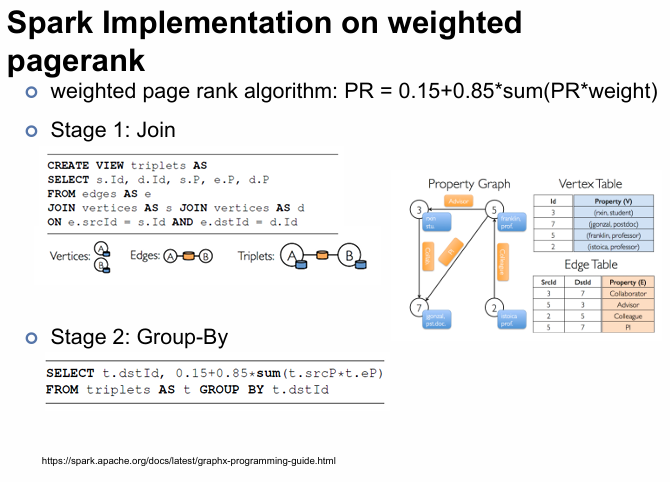 Spark Implementation on weighted
pagerank
weighted page rank algorithm: PR = 0.15+0.85*sum(PR*weight)
Stage 1: Join
CREATE VIEW triplets AS
SELECT s.Id, d.Id, s.P, e.P, d.P
FROM edges AS e
JOIN vertices AS s JOIN vertices AS d
ON e.srcId = s.Id AND e.dstId = d.Id
Vertices: A B
Edges: A B
Triplets: A B
Property Graph
3
Advisor
5
rxin
stu.
franklin,
prof.
Collab.
PI
Colleague
7
2
jgonzal,
pst.doc.
istoica
prof.
Vertex Table
Id Property (V)
3 (rxin, student)
7 (jgonzal, postdoc)
5 (franklin, professor)
2 (istoica, professor)
Edge Table
SrcId DstId Property (E)
3 7 Collaborator
5 3 Advisor
2 5 Colleague
5 7 PI
Stage 2: Group-By
SELECT t.dstId, 0.15+0.85*sum(t.srcP*t.eP)
FROM triplets AS t GROUP BY t.dstId
https://spark.apache.org/docs/latest/graphx-programming-guide.html